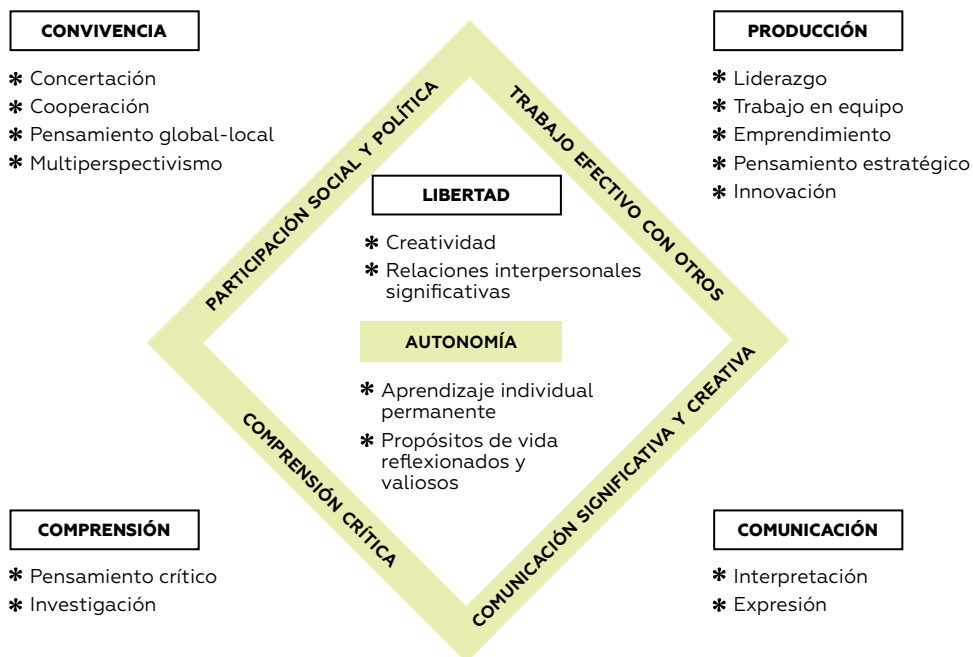 CONVIVENCIA
* Concertación
* Cooperación
* Pensamiento global-local
* Multiperspectivismo
PRODUCCIÓN
* Liderazgo
* Trabajo en equipo
* Emprendimiento
* Pensamiento estratégico
* Innovación
PARTICIPACIÓN SOCIAL Y POLÍTICA
TRABAJO EFECTIVO CON OTROS
LIBERTAD
* Creatividad
* Relaciones interpersonales
significativas
AUTONOMÍA
* Aprendizaje individual
permanente
* Propósitos de vida
reflexionados y
valiosos
COMPRENSIÓN CRÍTICA
COMUNICACIÓN SIGNIFICATIVA Y CREATIVA
COMPRENSIÓN
* Pensamiento crítico
* Investigación
COMUNICACIÓN
* Interpretación
* Expresión